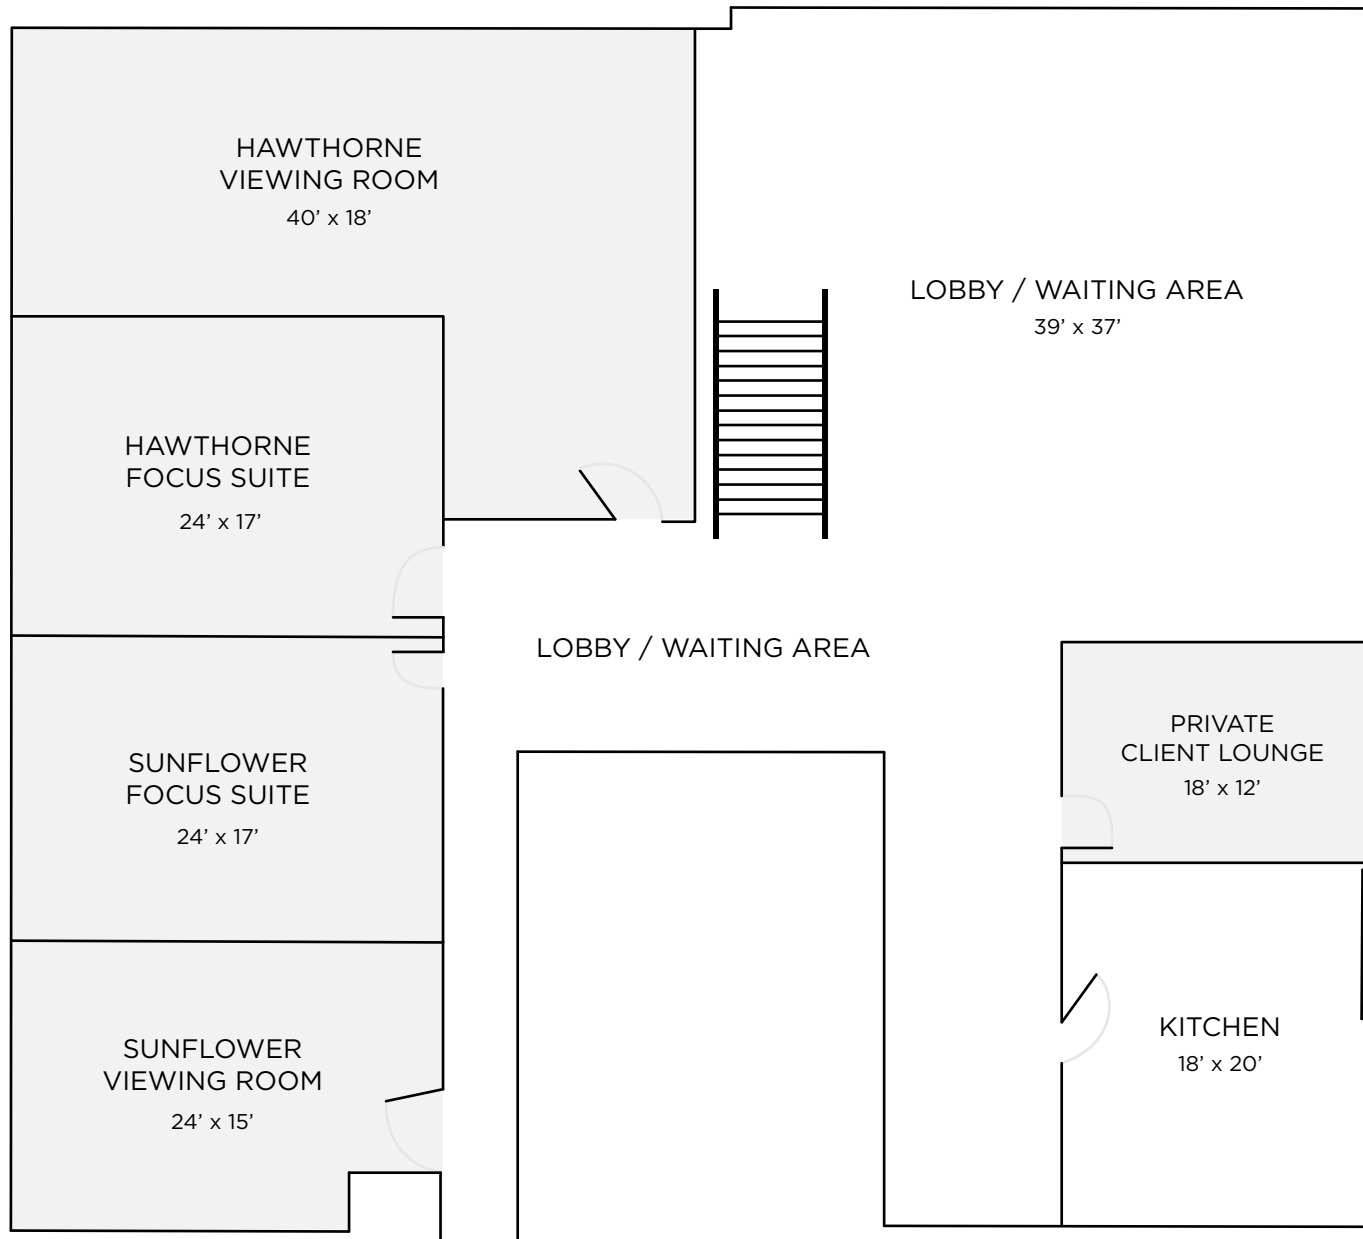 HAWTHORNE
VIEWING ROOM
40’ x 18’
LOBBY / WAITING AREA
39’ x 37’
HAWTHORNE
FOCUS SUITE
24’ x 17’
LOBBY / WAITING AREA
PRIVATE
CLIENT LOUNGE
18’ x 12’
SUNFLOWER
FOCUS SUITE
24’ x 17’
KITCHEN
18’ x 20’
SUNFLOWER
VIEWING ROOM
24’ x 15’